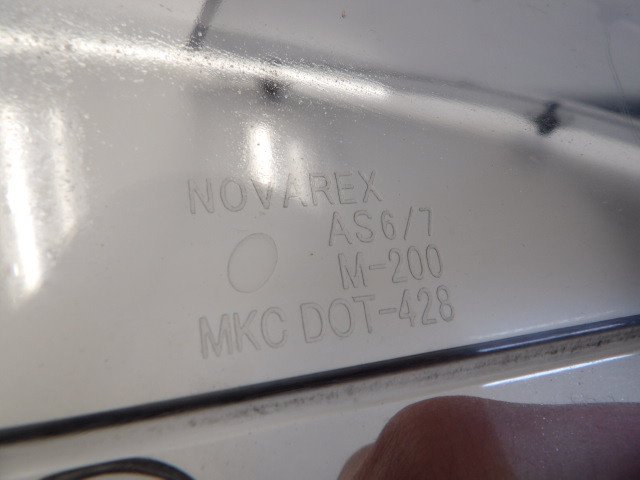 NOVAREX
AS6/7
M-200
MKC DOT-428